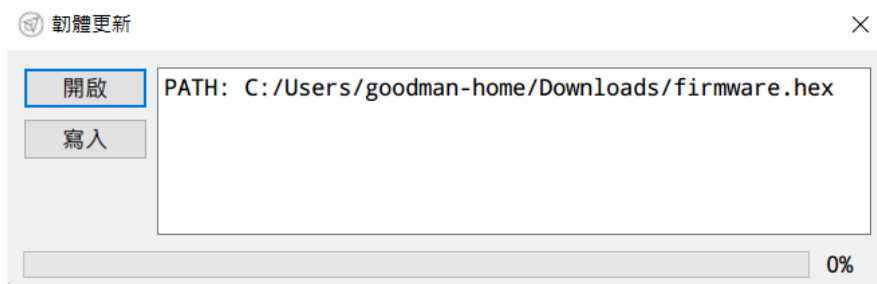 韌體更新
開啟
PATH: C:/Users/goodman-home/Downloads/firmware.hex
寫入
0%